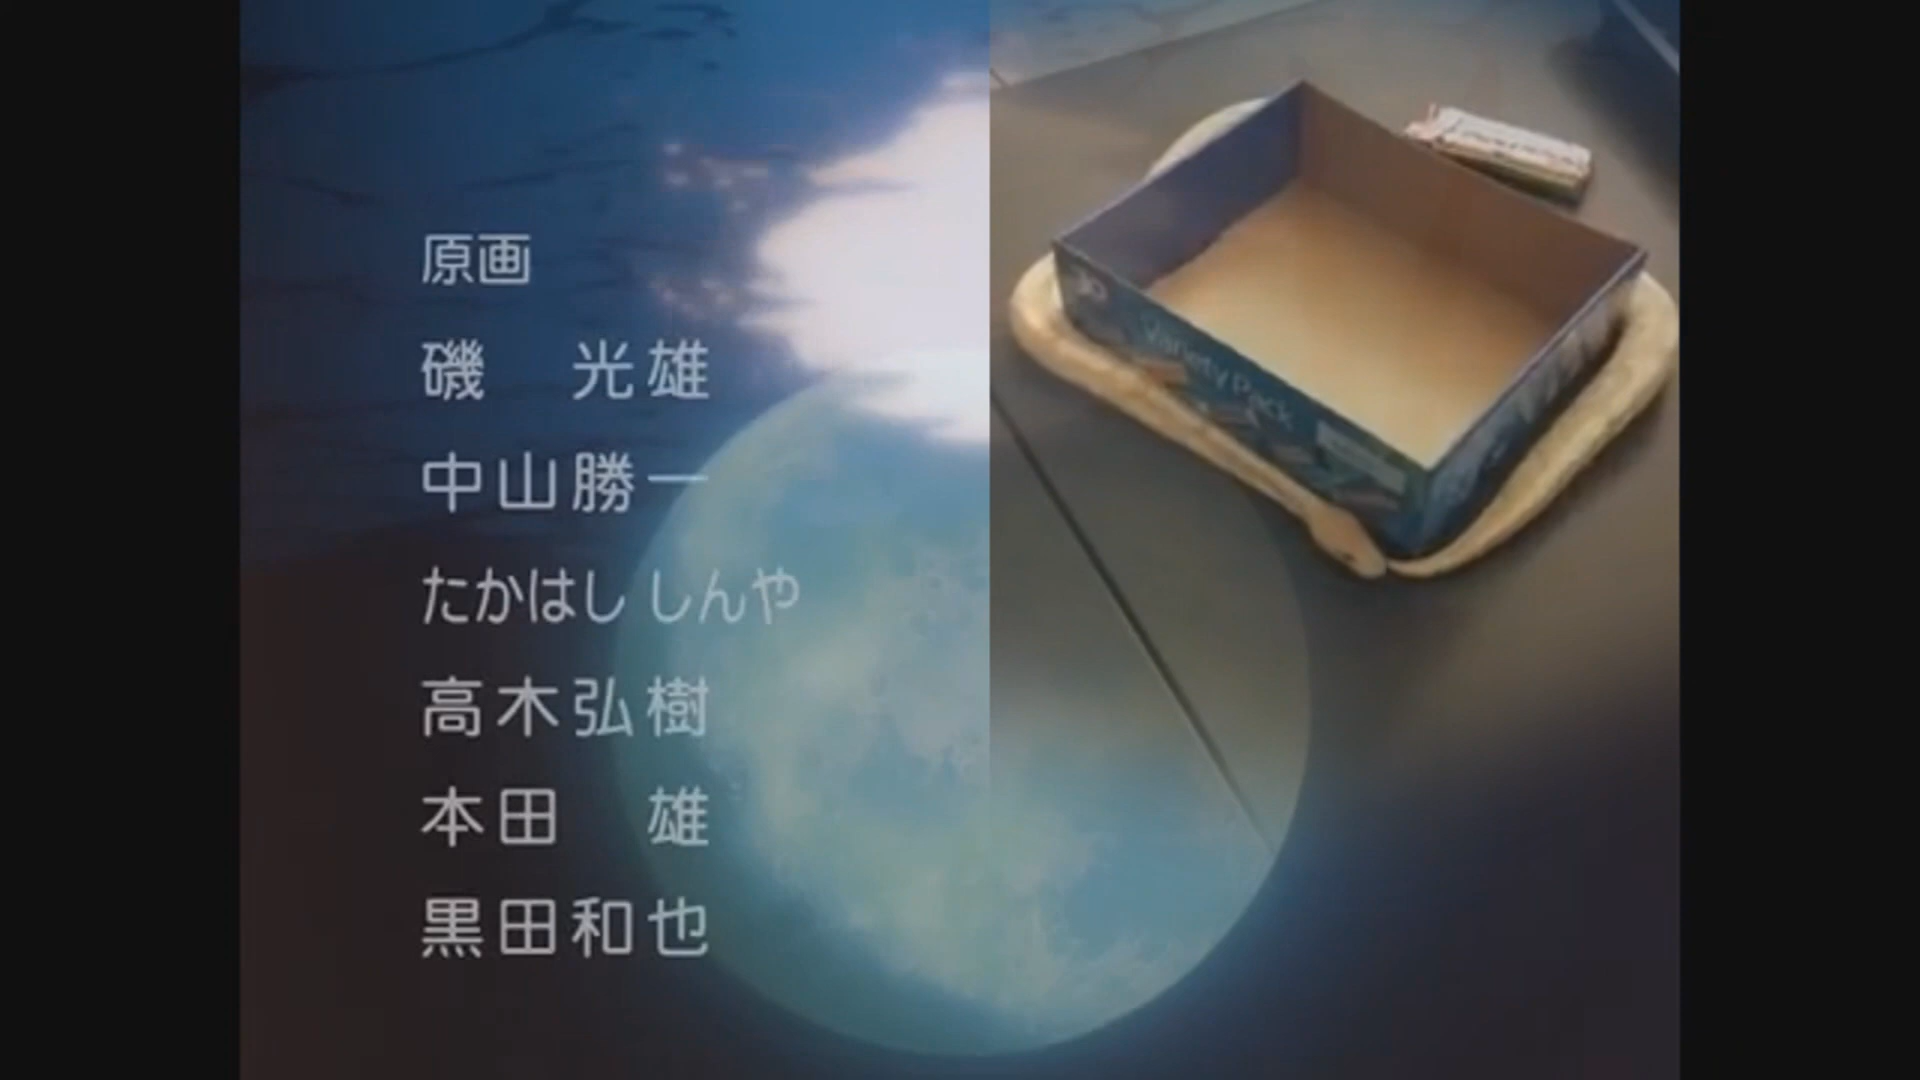 原画
磯　光雄
中山勝一
たかはし しんや
高木弘樹
本田　雄
黒田和也
Variety Pack